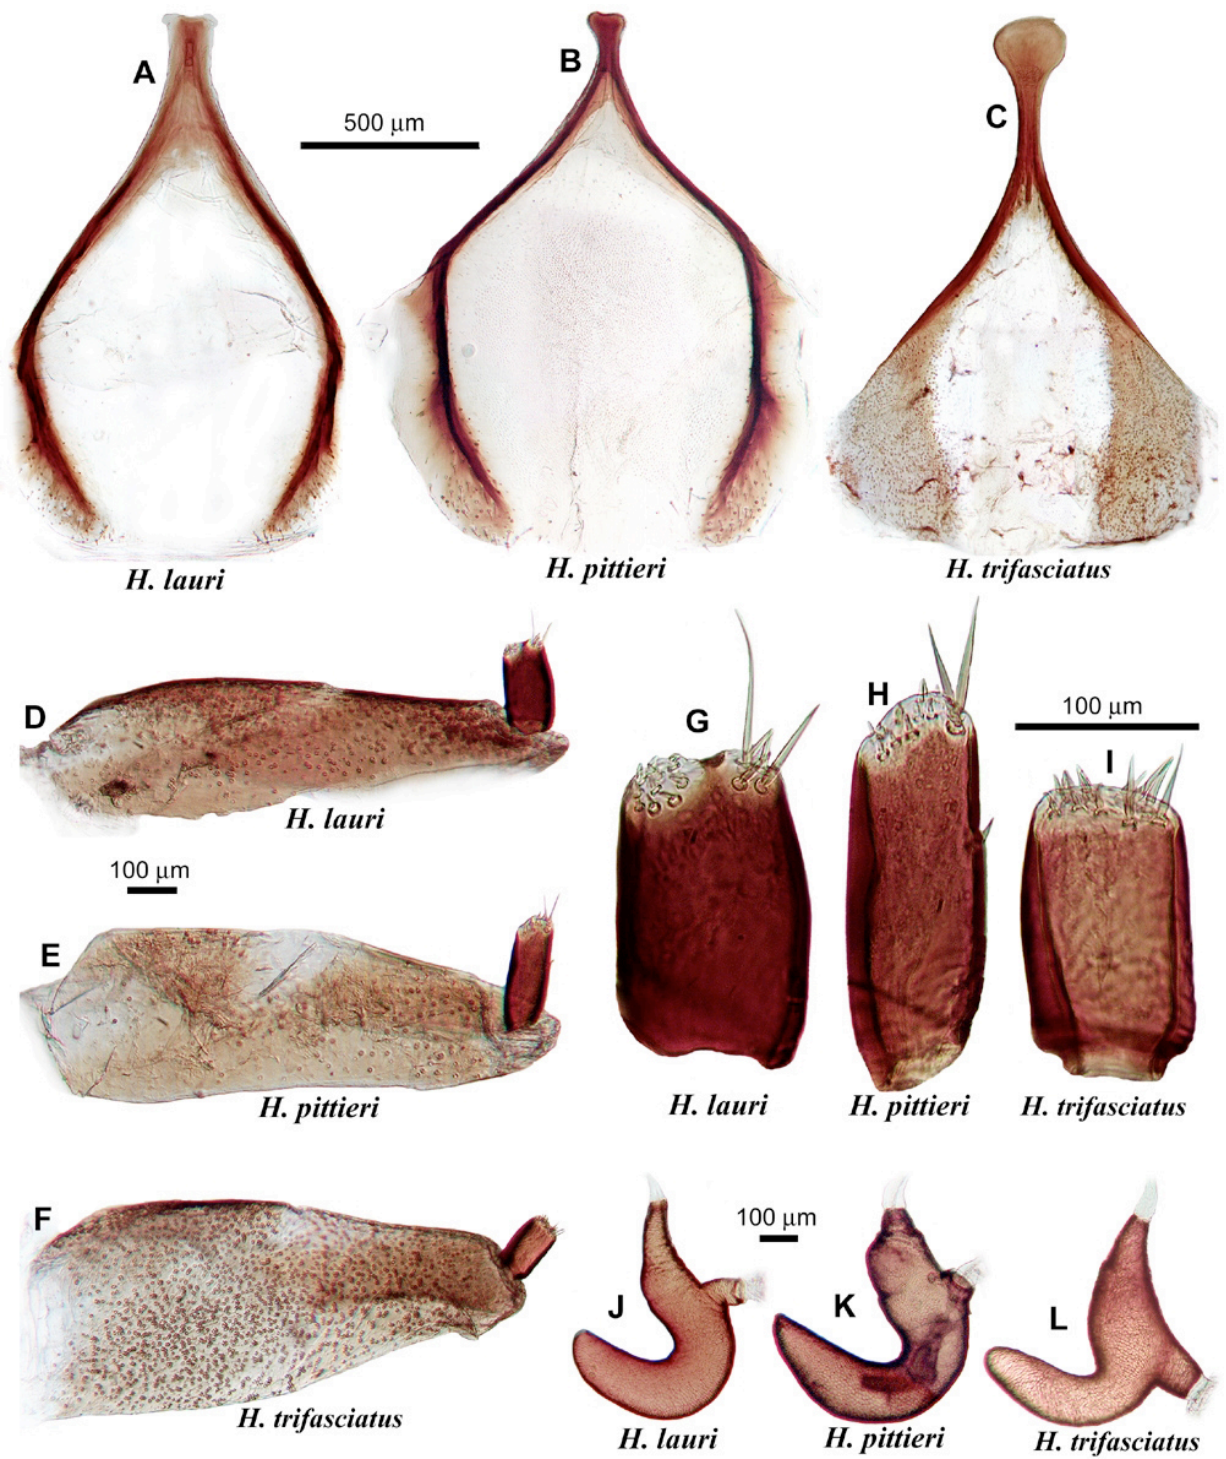 A
B
C
500 µm
H. lauri
H. pittieri
H. trifasciatus
D
H. lauri
100 µm
E
H. pittieri
F
H. trifasciatus
G
H
100 µm
I
H. lauri
H. pittieri
H. trifasciatus
100 µm
J
K
L
H. lauri
H. pittieri
H. trifasciatus